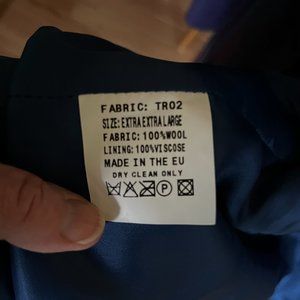 FABRIC: TR02
SIZE: EXTRA EXTRA LARGE
FABRIC: 100%WOOL
LINING: 100%VISCOSE
MADE IN THE EU
DRY CLEAN ONLY
P